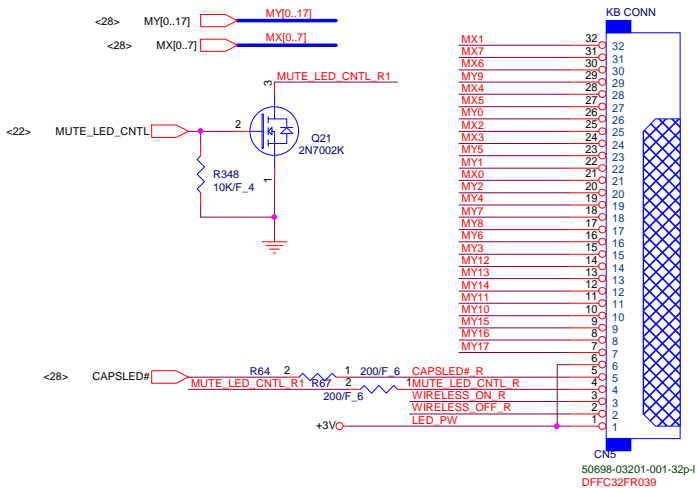 KB CONN
<28> MY[0..17] MY[0..17]
<28> MX[0..7] MX[0..7]
MX1 32 32
MX7 31 31
MX6 30 30
MY9 29 29
MX4 28 28
MX5 27 27
MY0 26 26
MX2 25 25
MX3 24 24
MY5 23 23
MY1 22 22
MX0 21 21
MY2 20 20
MY4 19 19
MY7 18 18
MY8 17 17
MY6 16 16
MY3 15 15
MY12 14 14
MY13 13 13
MY14 12 12
MY11 11 11
MY10 10 10
MY15 9 9
MY16 8 8
MY17 7 7
6 6
CAPSLED#_R 5 5
MUTE_LED_CNTL_R 4 4
WIRELESS_ON_R 3 3
WIRELESS_OFF_R 2 2
LED_PW 1 1
3 MUTE_LED_CNTL_R1
<22> MUTE_LED_CNTL 2
Q21
2N7002K
1
R348
10K/F_4
<28> CAPSLED# R64 2 1 200/F_6
MUTE_LED_CNTL_R1 R67 2 1
200/F_6
+3V
CN5
50698-03201-001-32p-l
DFFC32FR039